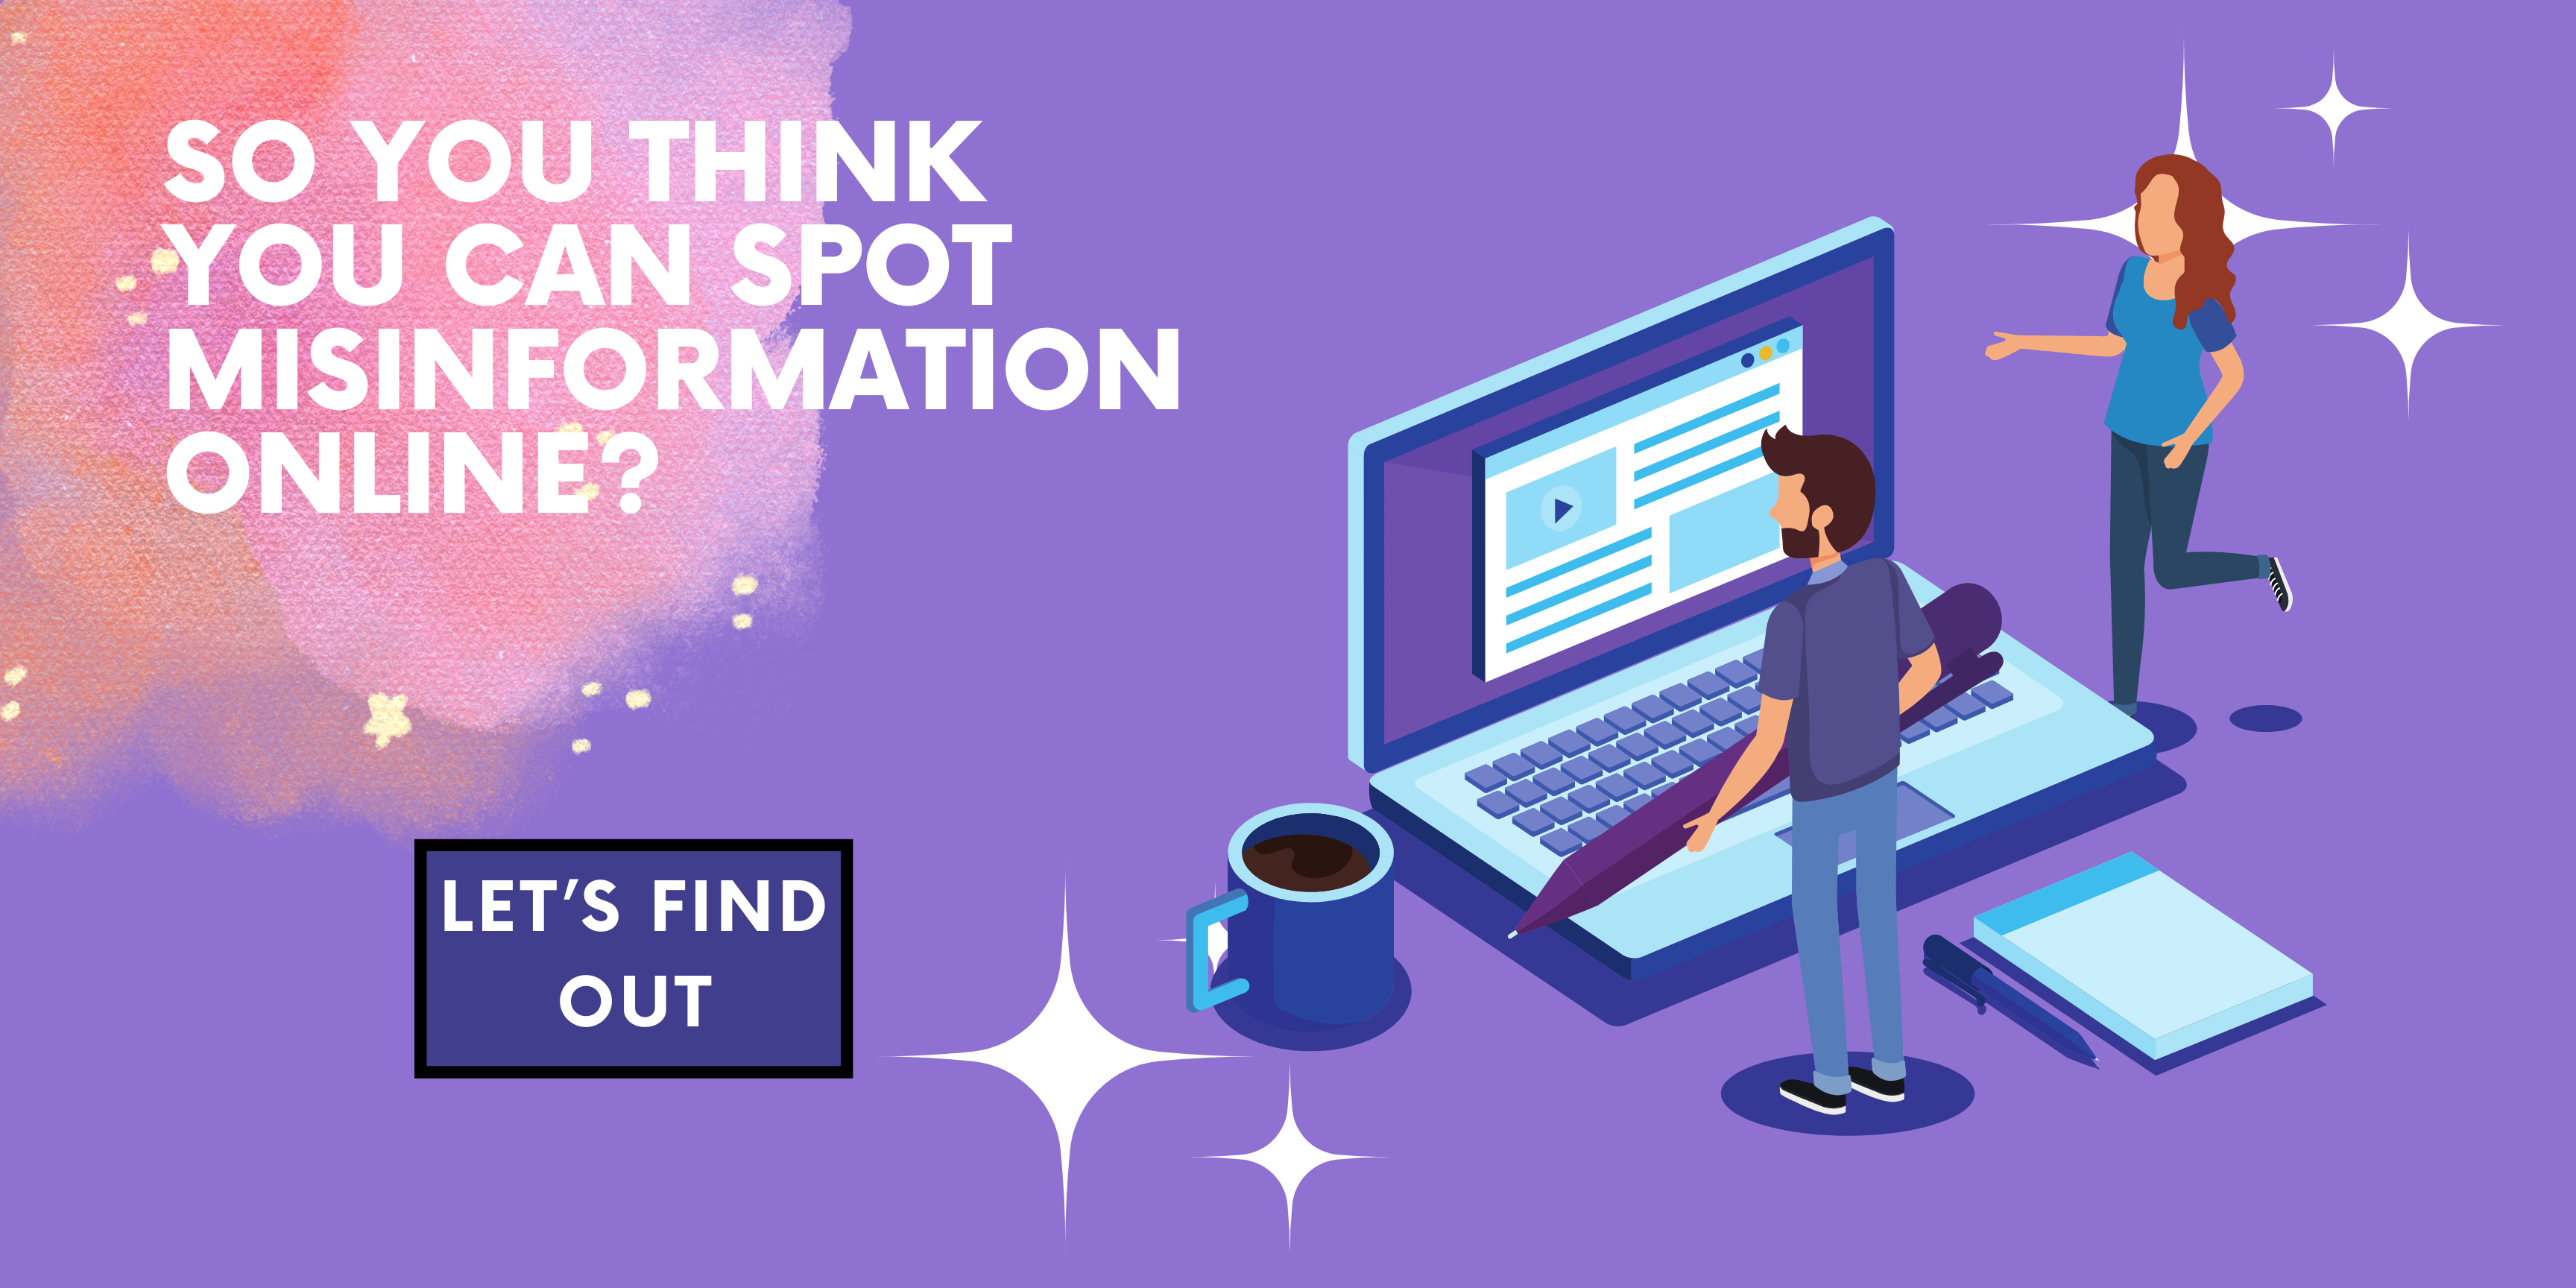 SO YOU THINK
YOU CAN SPOT
MISINFORMATION
ONLINE?
LET’S FIND
OUT